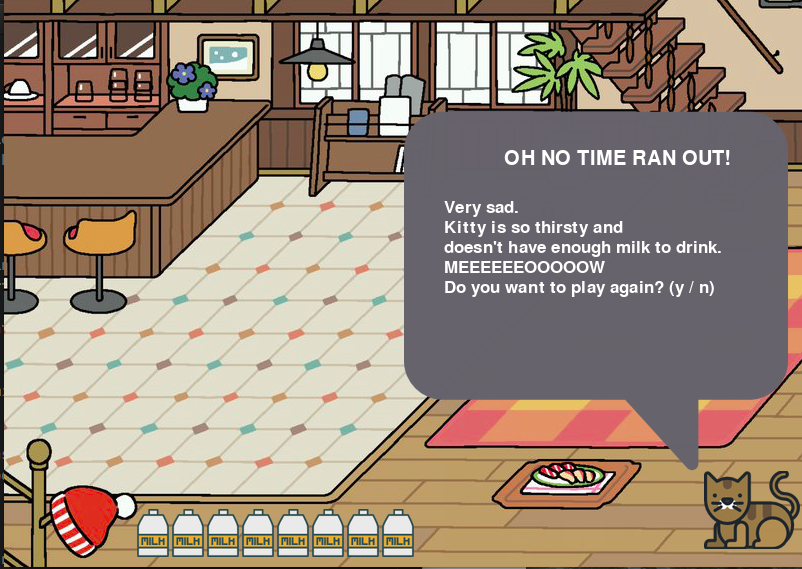 OH NO TIME RAN OUT!
Very sad.
Kitty is so thirsty and
doesn't have enough milk to drink.
MEEEEEEOOOOOW
Do you want to play again? (y / n)
MILK MILK MILK MILK MILK MILK MILK MILK